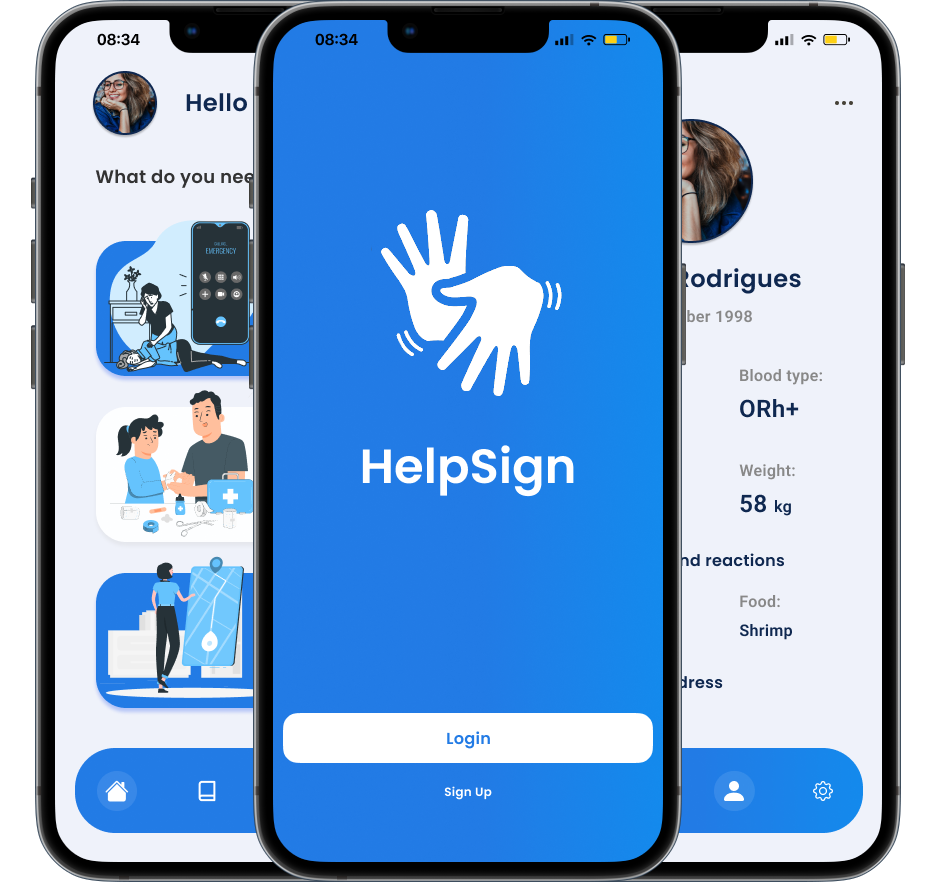 08:34
Hello
What do you nee
EMERGENCY
08:34
HelpSign
Login
Sign Up
Rodrigues
ber 1998
Blood type:
ORh+
Weight:
58 kg
nd reactions
Food:
Shrimp
dress